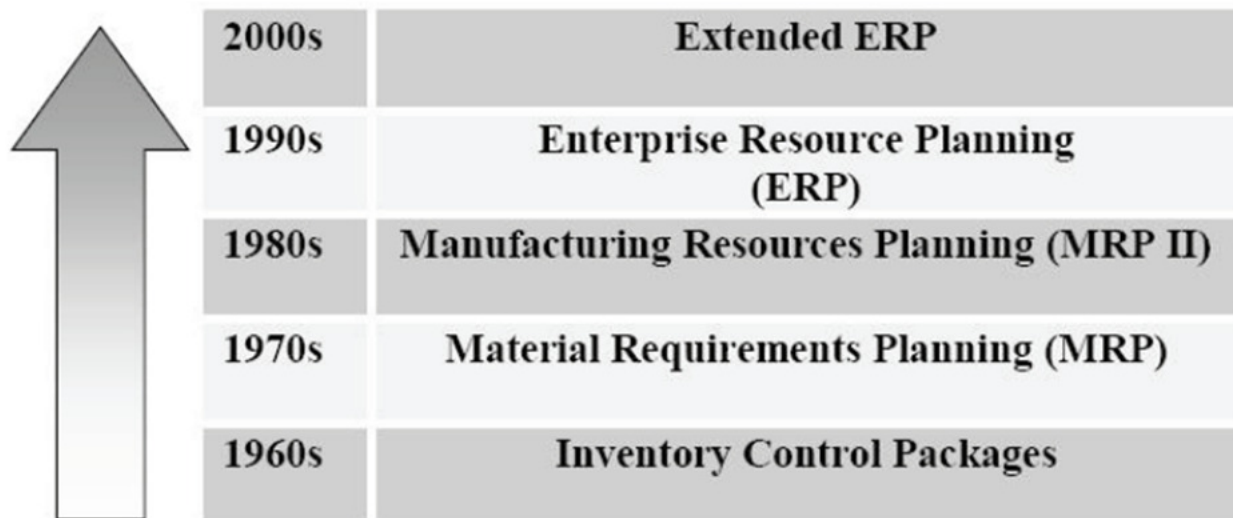 2000s Extended ERP
1990s Enterprise Resource Planning
(ERP)
1980s Manufacturing Resources Planning (MRP II)
1970s Material Requirements Planning (MRP)
1960s Inventory Control Packages